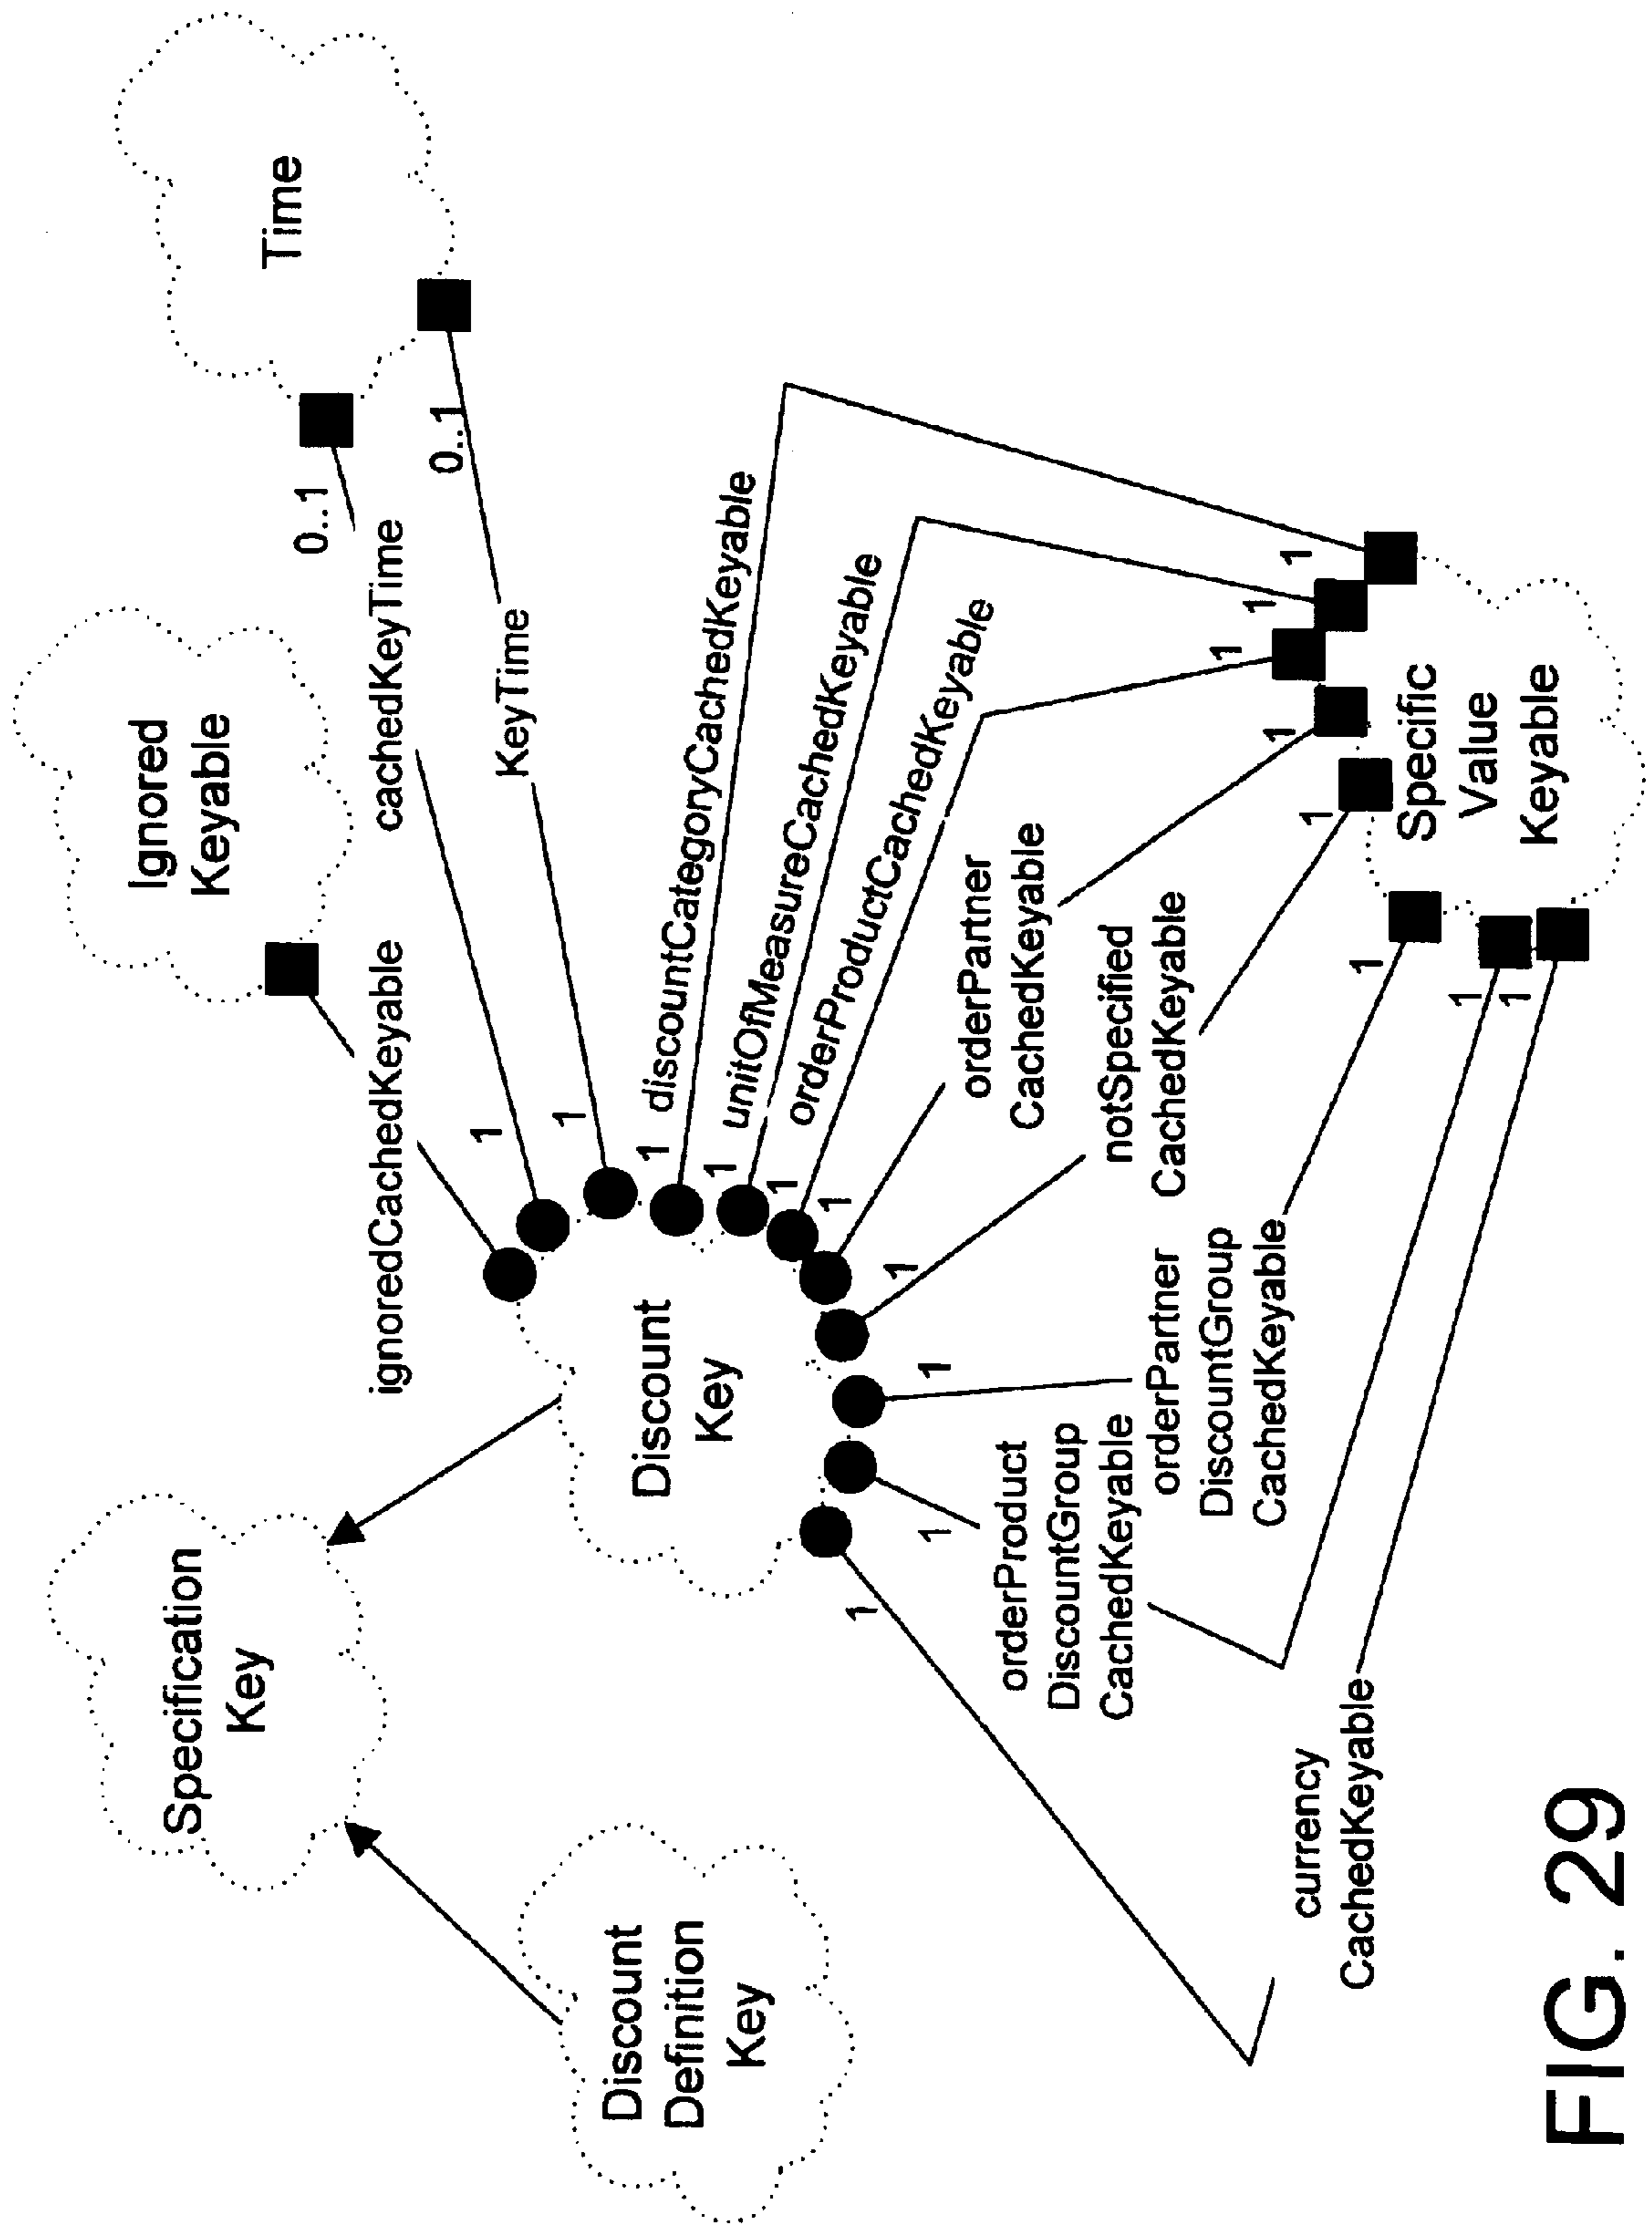 Specification
Key
Ignored
Keyable
Time
ignoredCachedKeyable
cachedKeyTime
0..1
0..1
KeyTime
1
1
Discount
Definition
Key
Discount
Key
1
discountCategoryCachedKeyable
1
unitOfMeasureCachedKeyable
1
orderProductCachedKeyable
1
orderPartner
CachedKeyable
1
notSpecified
CachedKeyable
1
orderPartner
DiscountGroup
CachedKeyable
1
orderProduct
DiscountGroup
CachedKeyable
1
currency
CachedKeyable
1
1
1
1
1
1
1
1
Specific
Value
Keyable
FIG. 29